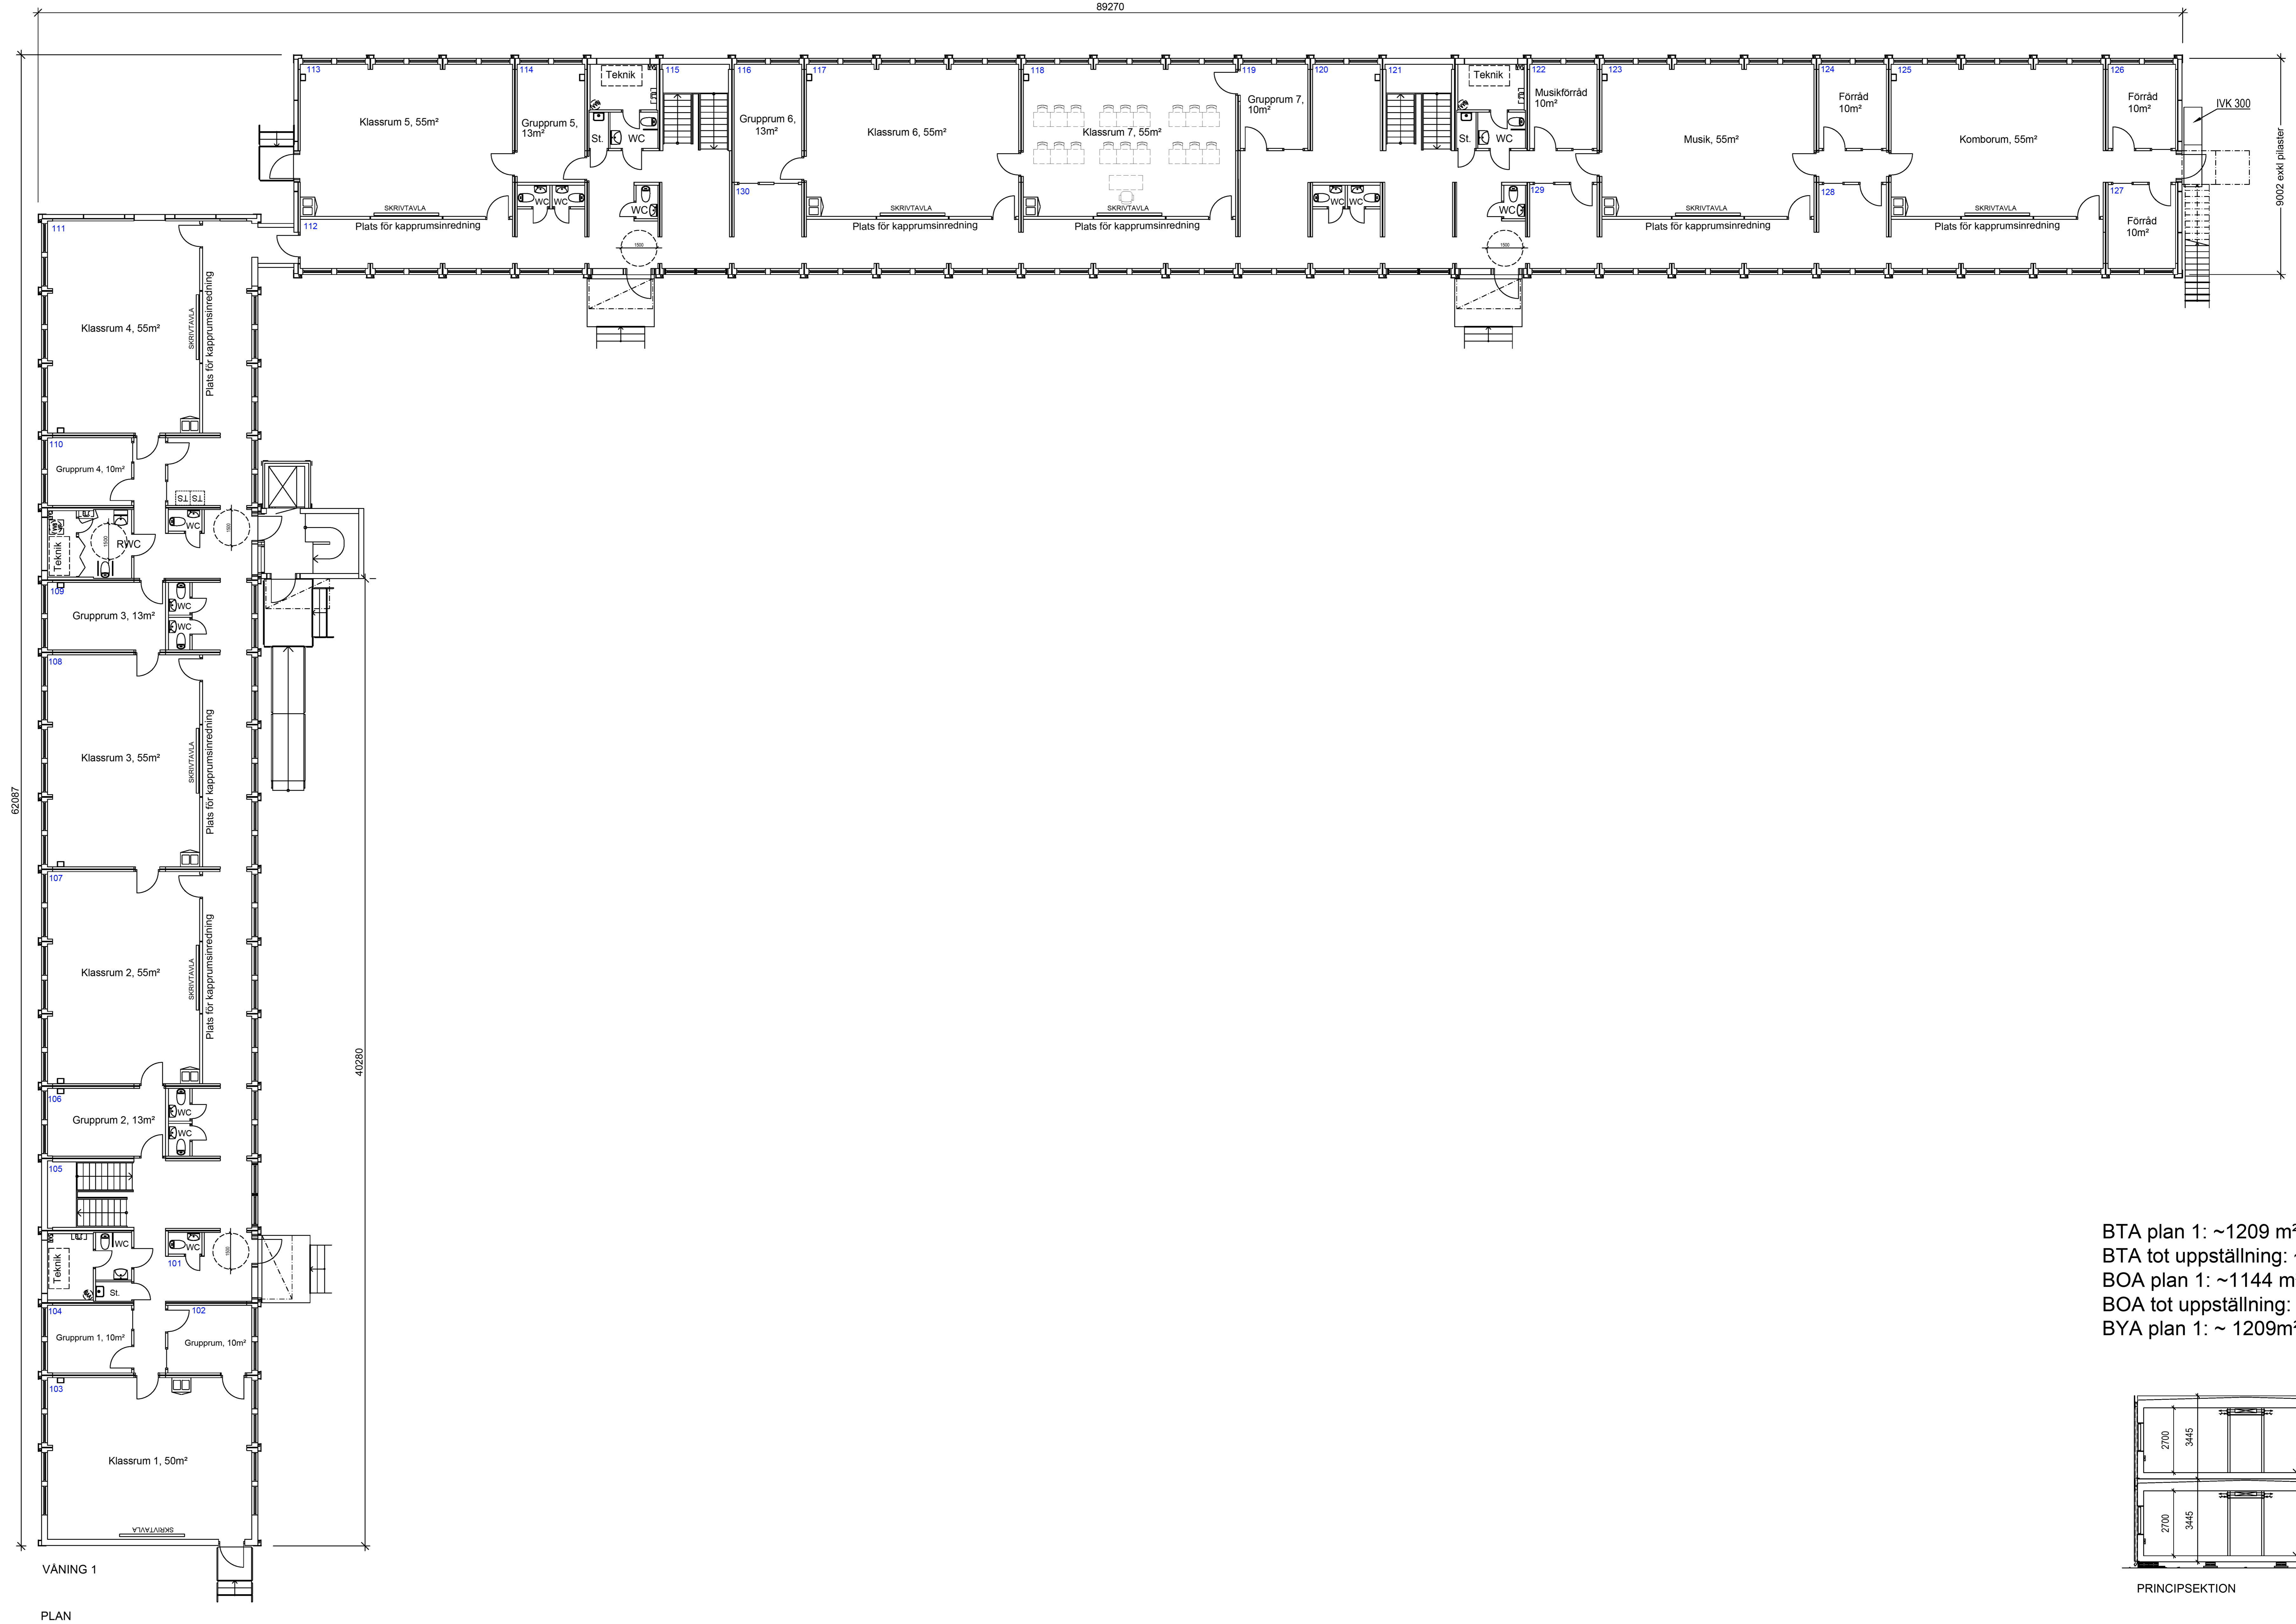 89270
113
114
Teknik
115
116
117
118
119
120
121
Teknik
122
123
124
125
126
IVK 300
Klassrum 5, 55m²
Grupprum 5,
13m²
St.
WC
Grupprum 6,
13m²
Klassrum 6, 55m²
Klassrum 7, 55m²
Grupprum 7,
10m²
St.
WC
Musikförråd
10m²
Musik, 55m²
Förråd
10m²
Komborum, 55m²
Förråd
10m²
9002 exkl pilaster
112
SKRIVTAVLA
Plats för kapprumsinredning
WC
WC
WC
130
SKRIVTAVLA
Plats för kapprumsinredning
SKRIVTAVLA
Plats för kapprumsinredning
WC
WC
WC
129
SKRIVTAVLA
Plats för kapprumsinredning
128
SKRIVTAVLA
Plats för kapprumsinredning
127
Förråd
10m²
1500
1500
111
Klassrum 4, 55m²
SKRIVTAVLA
Plats för kapprumsinredning
110
Grupprum 4, 10m²
TS
TS
WC
1500
Teknik
1500
RWC
109
Grupprum 3, 13m²
WC
WC
108
Klassrum 3, 55m²
SKRIVTAVLA
Plats för kapprumsinredning
62087
107
Klassrum 2, 55m²
SKRIVTAVLA
Plats för kapprumsinredning
40280
106
Grupprum 2, 13m²
WC
WC
105
Teknik
WC
WC
101
1500
St.
104
102
Grupprum 1, 10m²
Grupprum, 10m²
103
Klassrum 1, 50m²
SKRIVTAVLA
VÅNING 1
PLAN
BTA plan 1: ~1209 m²
BTA tot uppställning: ~
BOA plan 1: ~1144 m
BOA tot uppställning:
BYA plan 1: ~ 1209m²
2700
3445
2700
3445
PRINCIPSEKTION